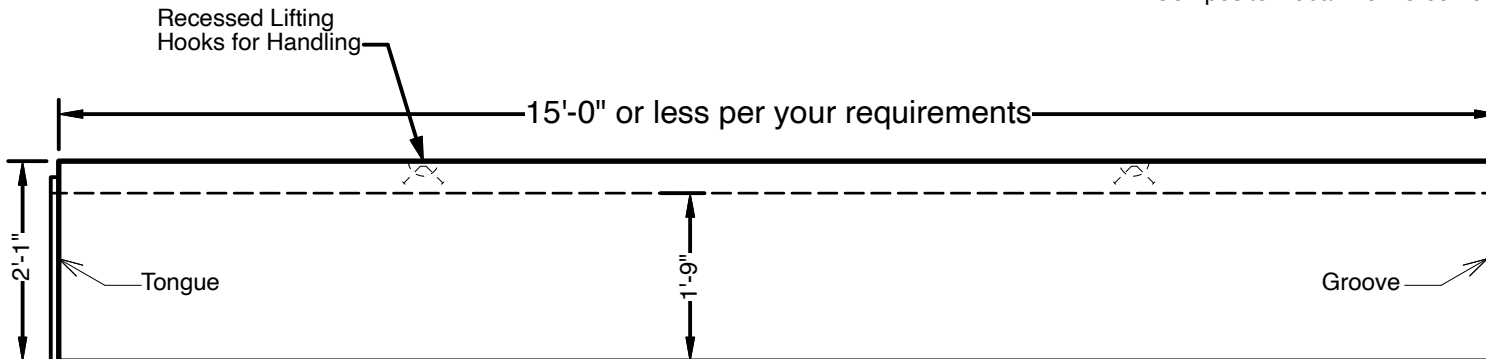 Recessed Lifting
Hooks for Handling
15'-0" or less per your requirements
2'-1"
1'-9"
Tongue
Groove